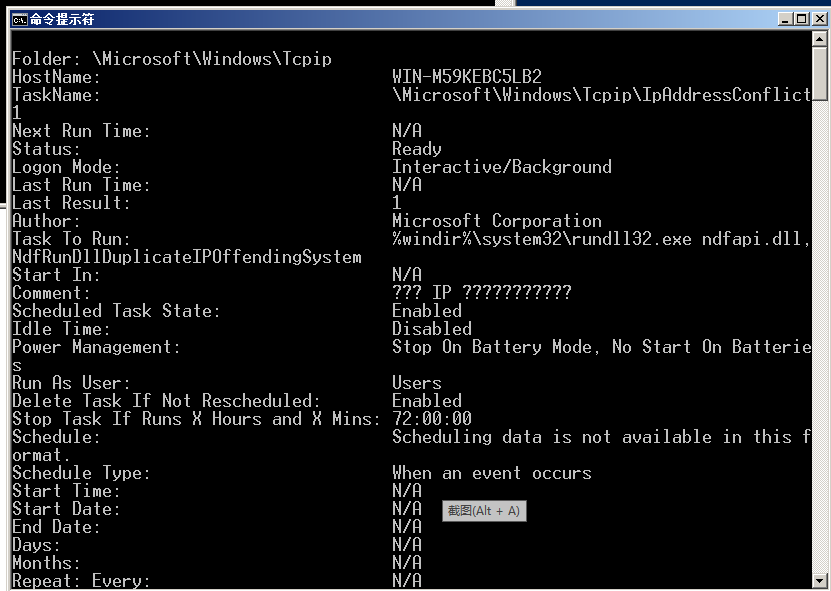 命令提示符
Folder: \Microsoft\Windows\Tcpip
HostName: WIN-M59KEBC5LB2
TaskName: \Microsoft\Windows\Tcpip\IpAddressConflict
1
Next Run Time: N/A
Status: Ready
Logon Mode: Interactive/Background
Last Run Time: N/A
Last Result: 1
Author: Microsoft Corporation
Task To Run: %windir%\system32\rundll32.exe ndfapi.dll,
NdfRunDllDuplicateIPOffendingSystem
Start In: N/A
Comment: ??? IP ???????????
Scheduled Task State: Enabled
Idle Time: Disabled
Power Management: Stop On Battery Mode, No Start On Batterie
s
Run As User: Users
Delete Task If Not Rescheduled: Enabled
Stop Task If Runs X Hours and X Mins: 72:00:00
Schedule: Scheduling data is not available in this f
ormat.
Schedule Type: When an event occurs
Start Time: N/A
Start Date: N/A
截图(Alt + A)
End Date: N/A
Days: N/A
Months: N/A
Repeat: Every: N/A